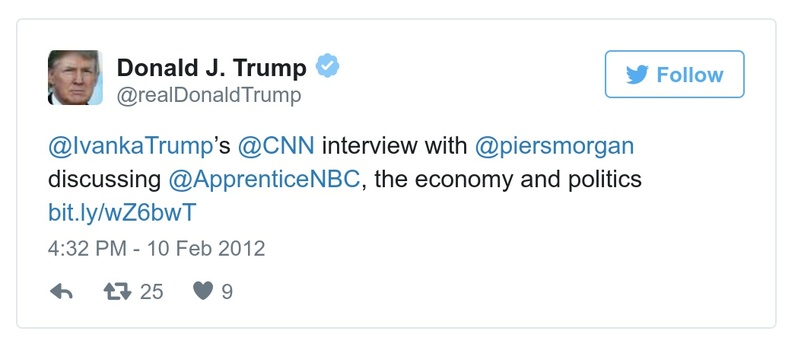 Donald J. Trump
@realDonaldTrump
Follow
@IvankaTrump’s @CNN interview with @piersmorgan
discussing @ApprenticeNBC, the economy and politics
bit.ly/wZ6bwT
4:32 PM - 10 Feb 2012
25 9